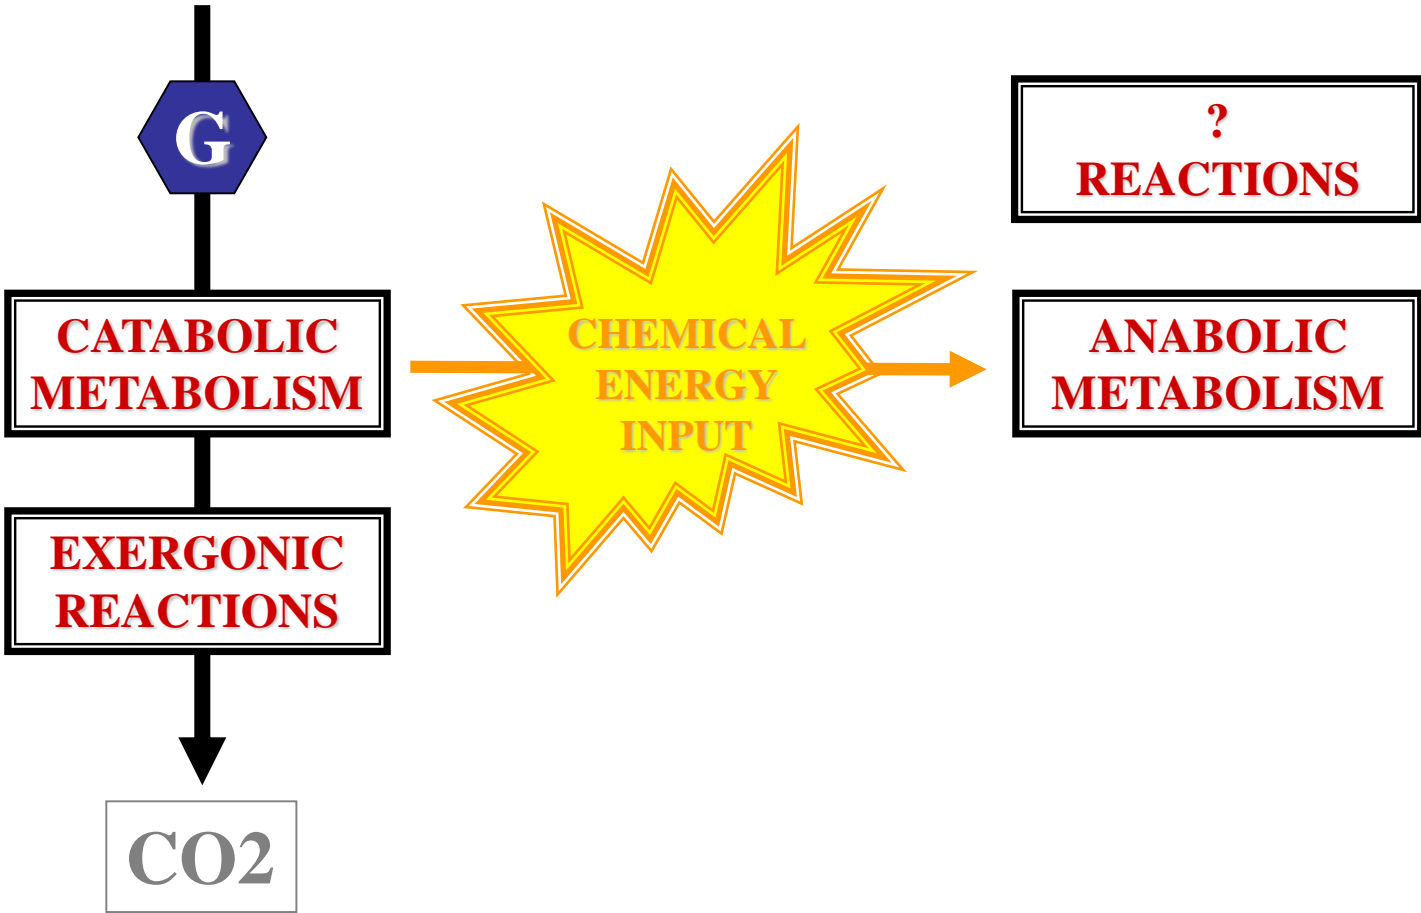 G
CATABOLIC
METABOLISM
EXERGONIC
REACTIONS
CO2
CHEMICAL
ENERGY
INPUT
?
REACTIONS
ANABOLIC
METABOLISM